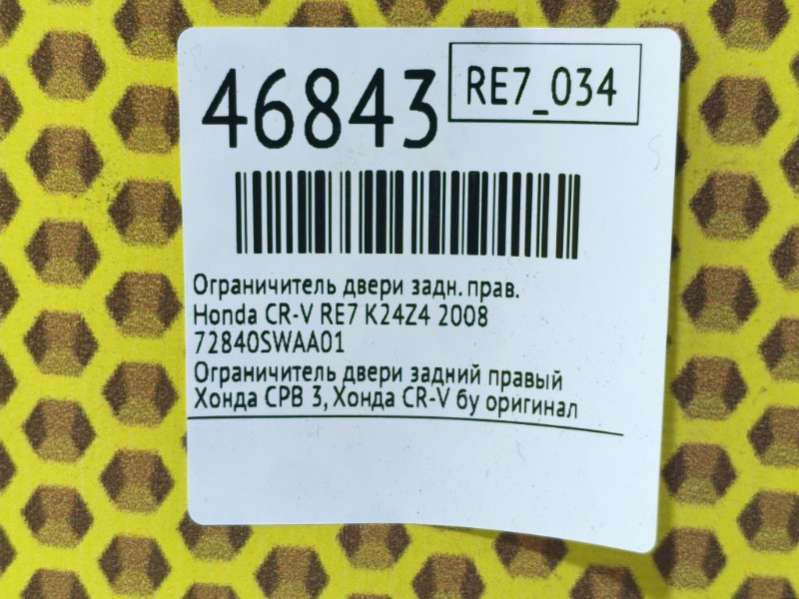 46843
RE7_034
Ограничитель двери задн. прав.
Honda CR-V RE7 K24Z4 2008
72840SWAA01
Ограничитель двери задний правый
Хонда СРВ 3, Хонда CR-V бу оригинал